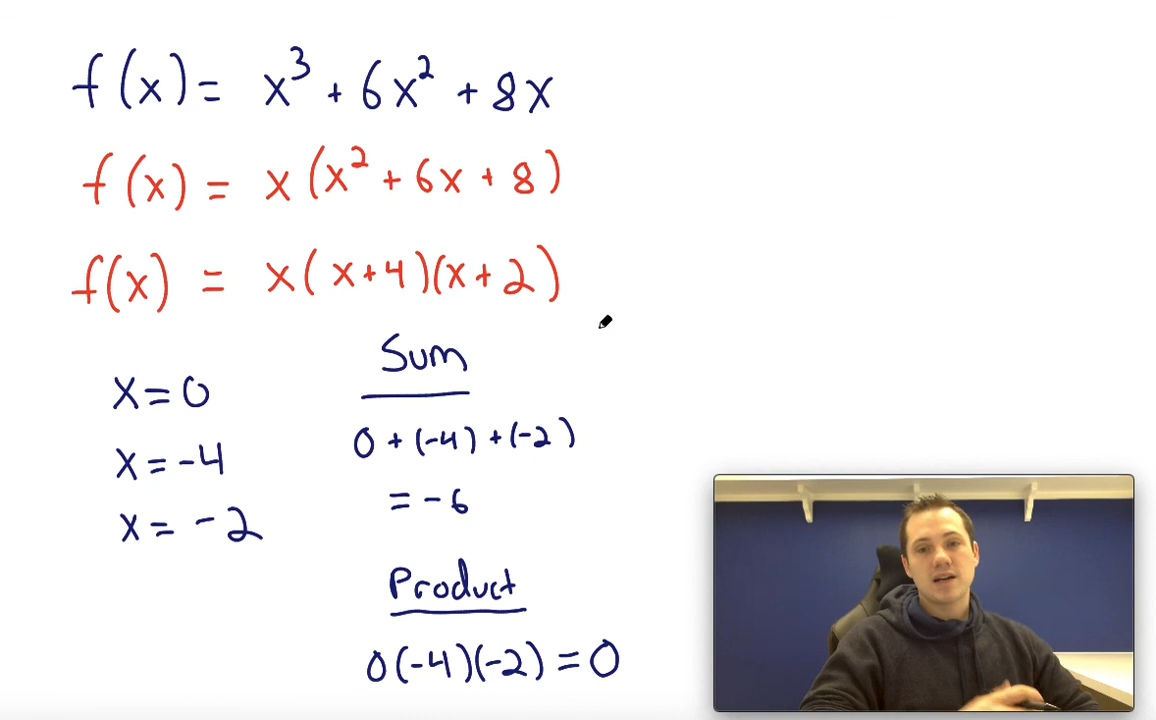 f(x) = x³ + 6x² + 8x
f(x) = x(x² + 6x + 8)
f(x) = x(x+4)(x+2)
x = 0
x = -4
x = -2
Sum
0 + (-4) + (-2)
= -6
Product
0(-4)(-2) = 0